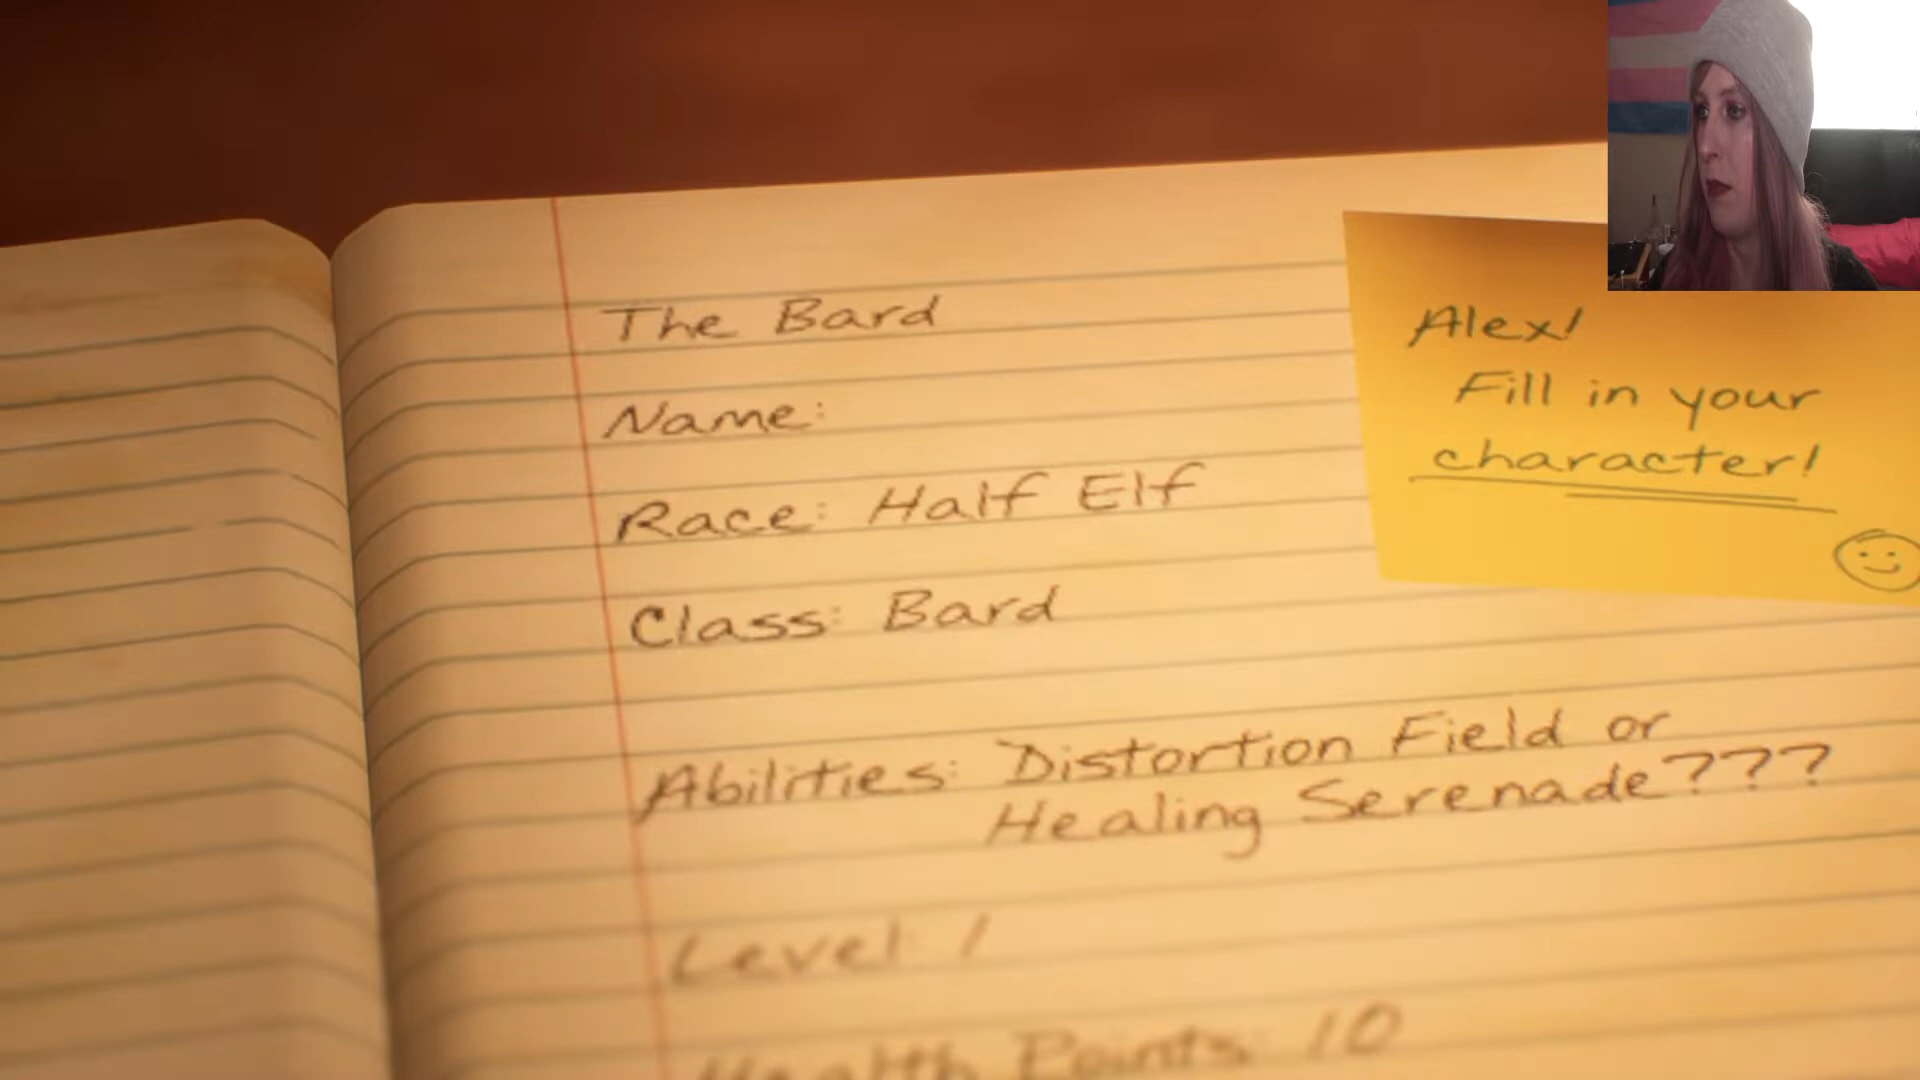 The Bard
Name:
Race: Half Elf
Class: Bard
Abilities: Distortion Field or
Healing Serenade???
Level: 1
Health Points: 10
Alex!
Fill in your
character!